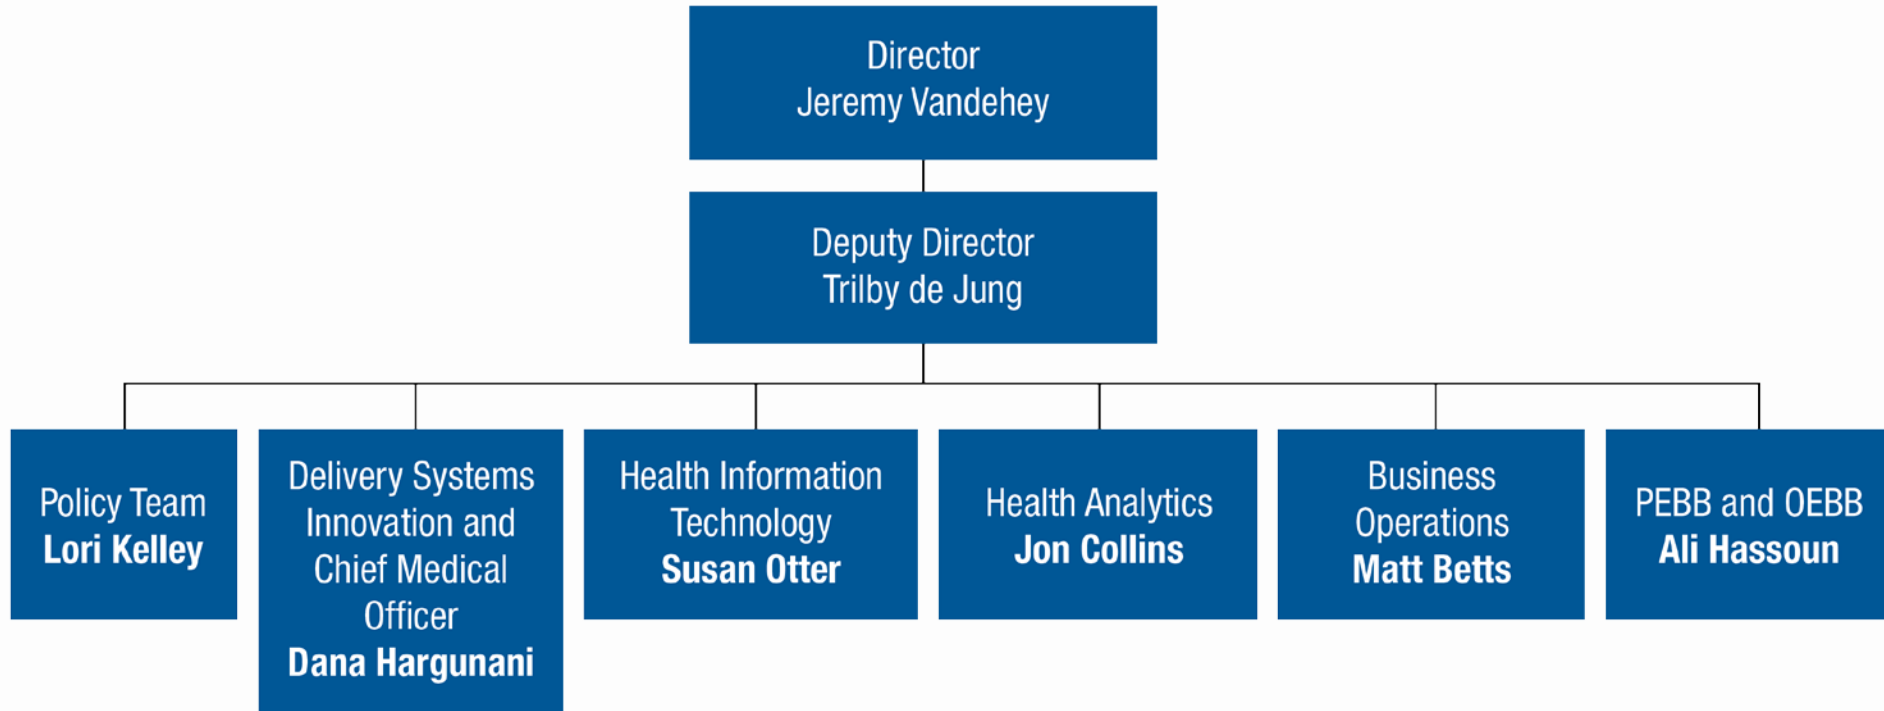 Director
Jeremy Vandehey
Deputy Director
Trilby de Jung
Policy Team
Lori Kelley
Delivery Systems
Innovation and
Chief Medical
Officer
Dana Hargunani
Health Information
Technology
Susan Otter
Health Analytics
Jon Collins
Business
Operations
Matt Betts
PEBB and OEBB
Ali Hassoun